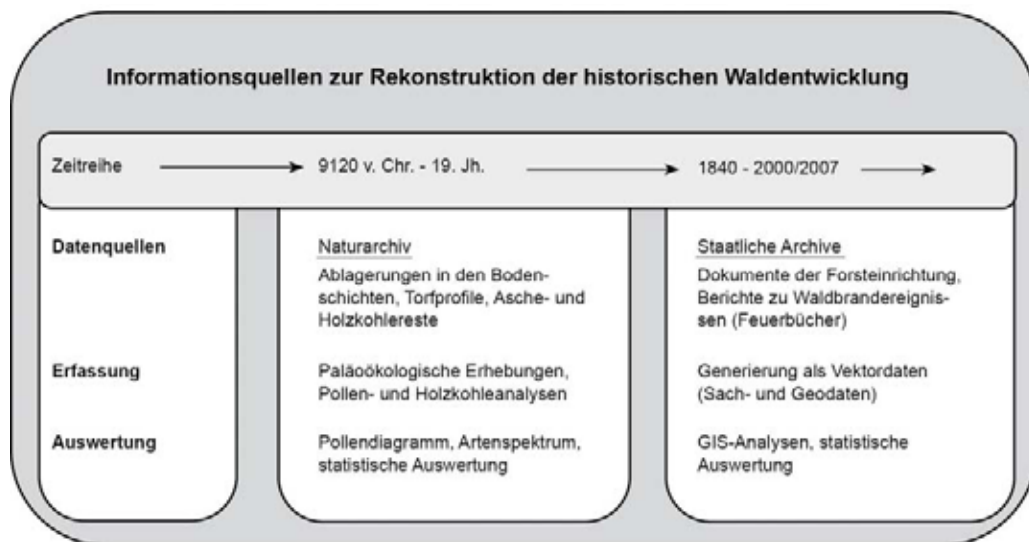 Informationsquellen zur Rekonstruktion der historischen Waldentwicklung
Zeitreihe
9120 v. Chr. - 19. Jh.
1840 - 2000/2007
Datenquellen
Naturarchiv
Ablagerungen in den Boden-
schichten, Torfprofile, Asche- und
Holzkohlereste
Staatliche Archive
Dokumente der Forsteinrichtung,
Berichte zu Waldbrandereignis-
sen (Feuerbücher)
Erfassung
Paläoökologische Erhebungen,
Pollen- und Holzkohleanalysen
Generierung als Vektordaten
(Sach- und Geodaten)
Auswertung
Pollendiagramm, Artenspektrum,
statistische Auswertung
GIS-Analysen, statistische
Auswertung